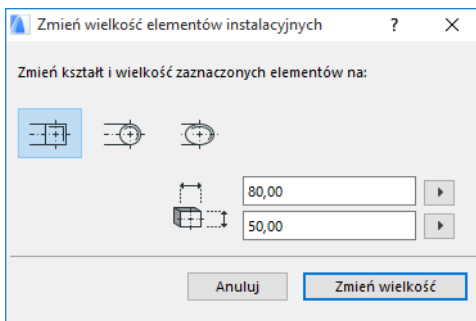 Zmień wielkość elementów instalacyjnych ?
Zmień kształt i wielkość zaznaczonych elementów na:
80,00
50,00
Anuluj Zmień wielkość